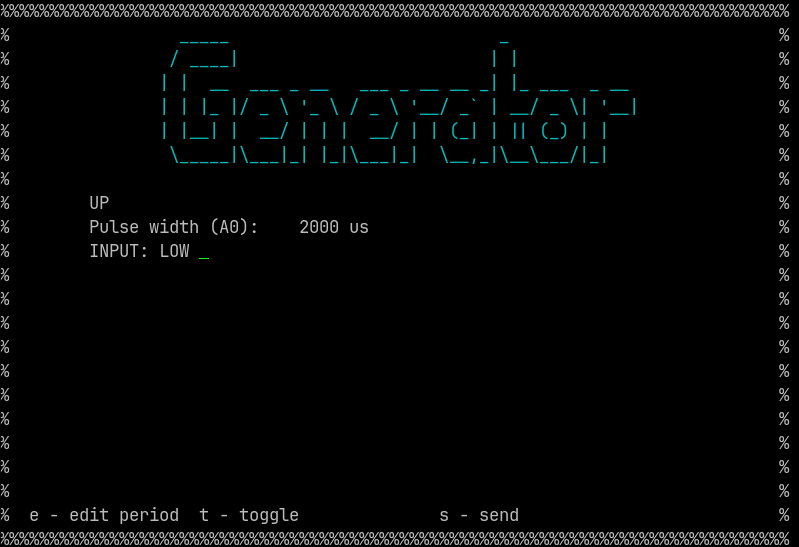 Generator
UP
Pulse width (A0):    2000 us
INPUT: LOW _
e - edit period  t - toggle              s - send